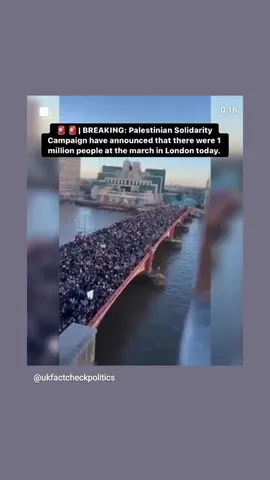 0:16
🚨🚨| BREAKING: Palestinian Solidarity
Campaign have announced that there were 1
million people at the march in London today.
@ukfactcheckpolitics